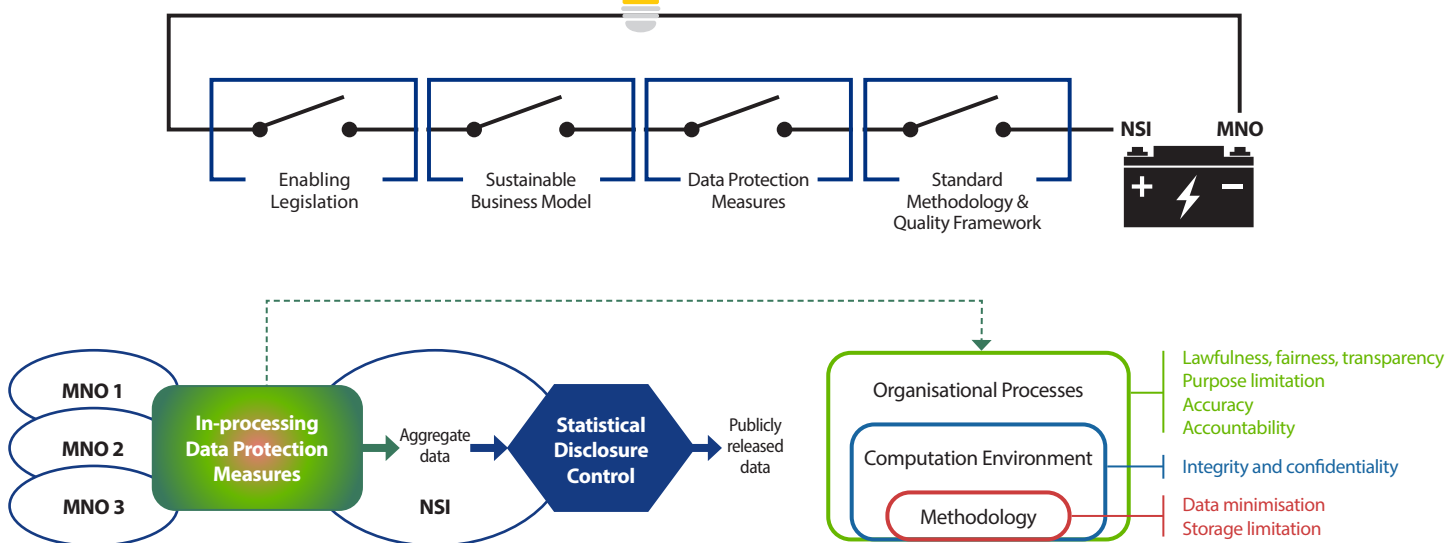 NSI
MNO
Enabling
Legislation
Sustainable
Business Model
Data Protection
Measures
Standard
Methodology &
Quality Framework
+
−
MNO 1
MNO 2
MNO 3
In-processing
Data Protection
Measures
Aggregate
data
NSI
Statistical
Disclosure
Control
Publicly
released
data
Organisational Processes
Computation Environment
Methodology
Lawfulness, fairness, transparency
Purpose limitation
Accuracy
Accountability
Integrity and confidentiality
Data minimisation
Storage limitation